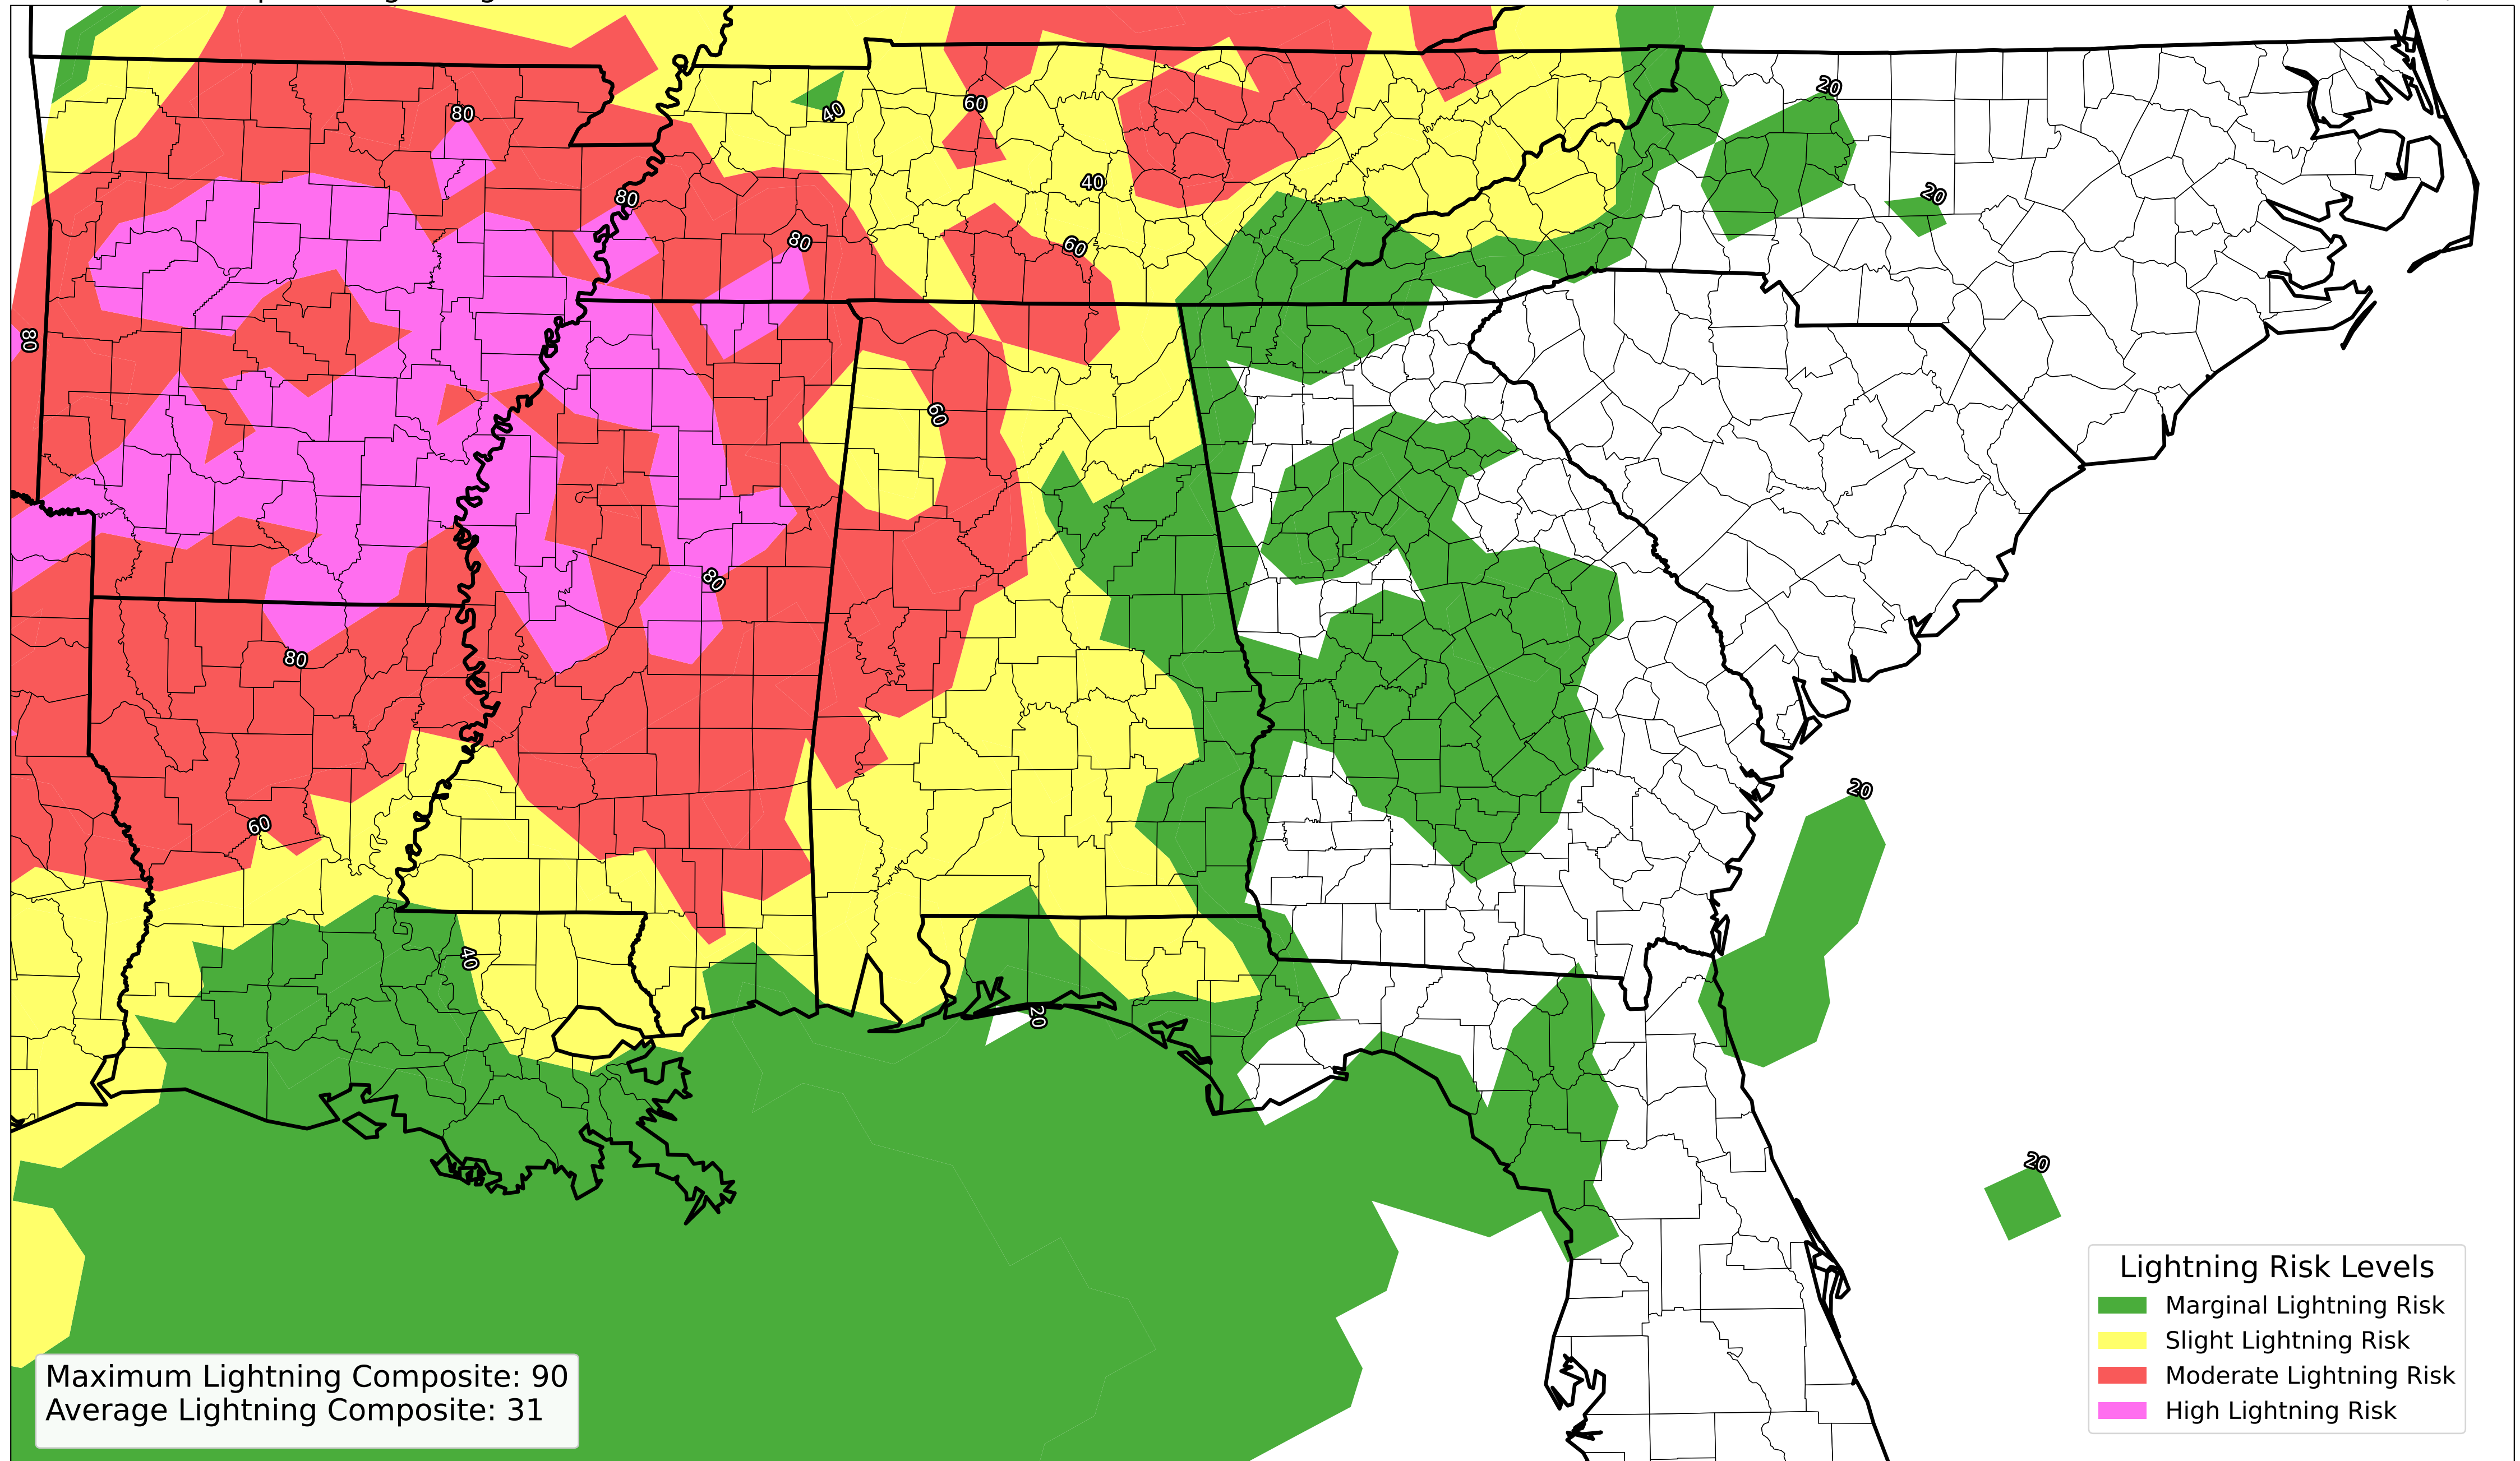 20
80
40
60
80
40
20
80
60
80
60
80
80
60
20
60
40
20
20
Lightning Risk Levels
Marginal Lightning Risk
Slight Lightning Risk
Moderate Lightning Risk
High Lightning Risk
Maximum Lightning Composite: 90
Average Lightning Composite: 31